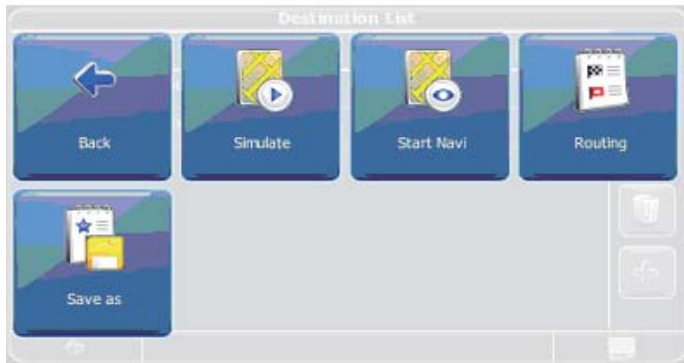 Destination List
Back
Simulate
Start Navi
Routing
Save as